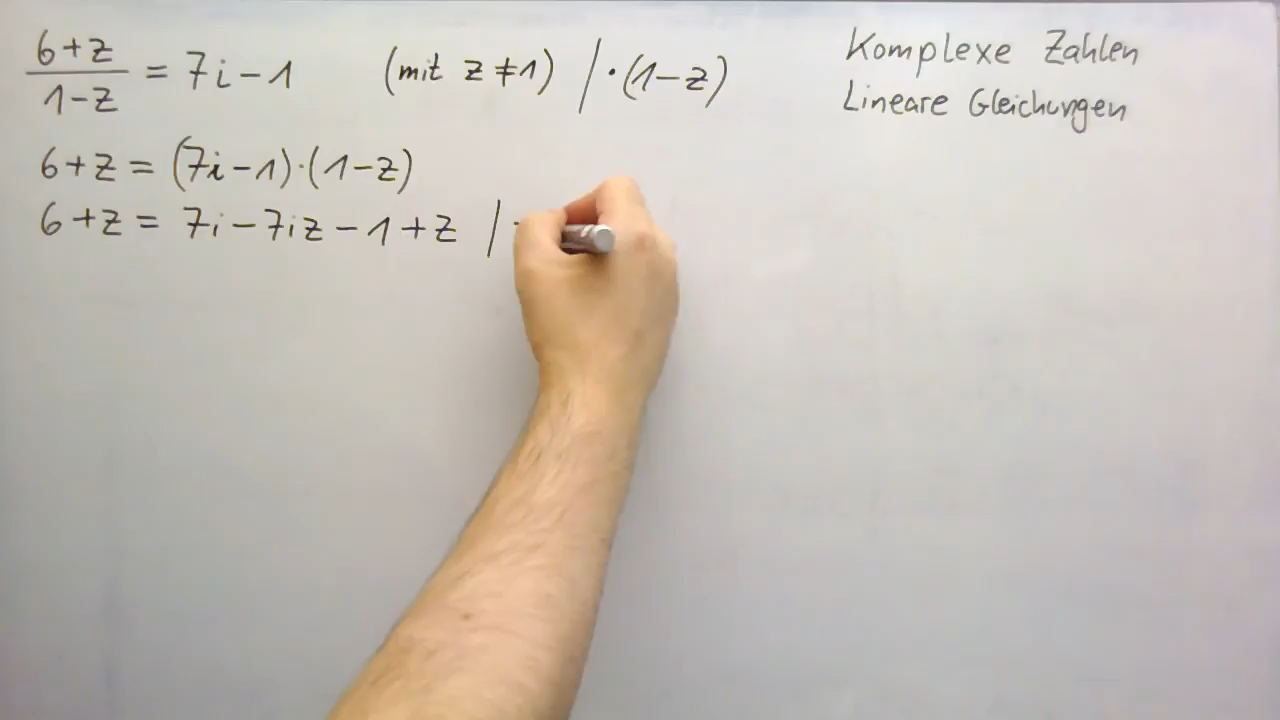 6+z/1-z = 7i-1 (mit z≠1) | ·(1-z)
Komplexe Zahlen
Lineare Gleichungen
6+z = (7i-1)·(1-z)
6+z = 7i-7iz-1+z |